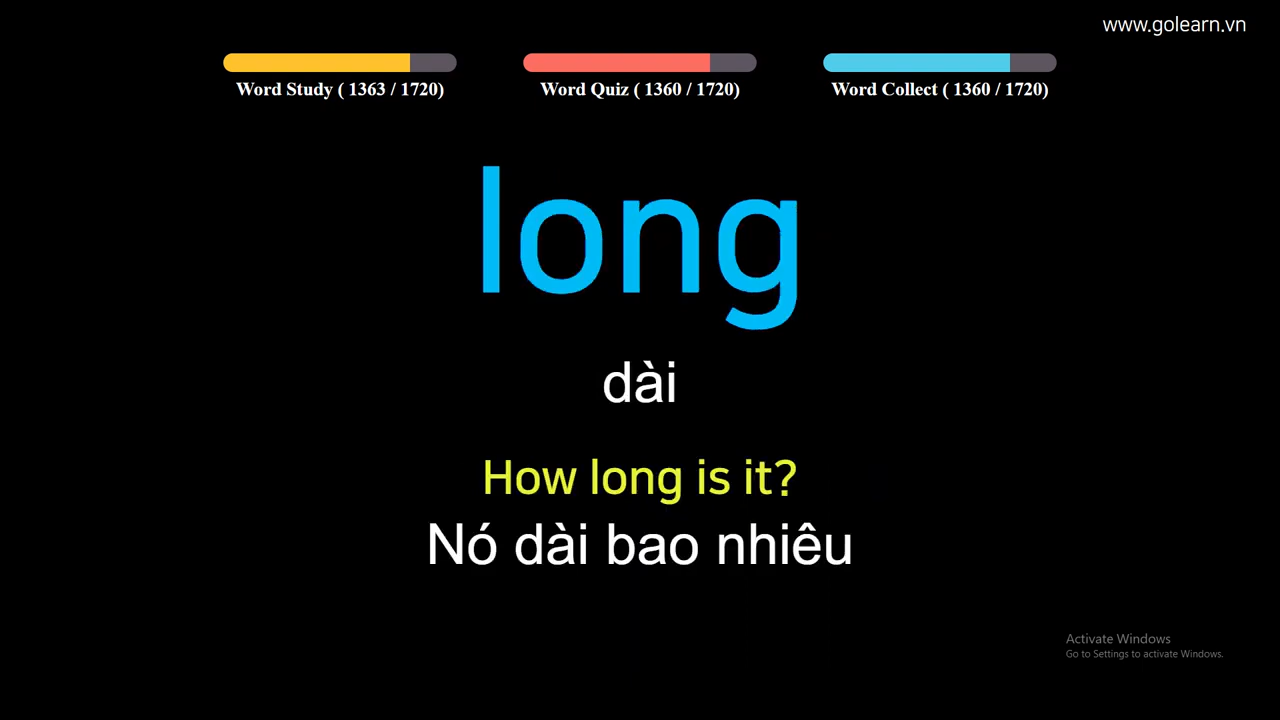 www.golearn.vn
Word Study ( 1363 / 1720)
Word Quiz ( 1360 / 1720)
Word Collect ( 1360 / 1720)
long
dài
How long is it?
Nó dài bao nhiêu
Activate Windows
Go to Settings to activate Windows.